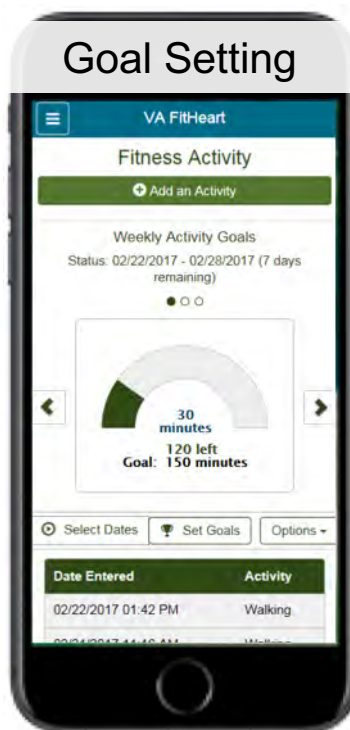 Goal Setting
VA FitHeart
Fitness Activity
Add an Activity
Weekly Activity Goals
Status: 02/22/2017 - 02/28/2017 (7 days
remaining)
30
minutes
120 left
Goal: 150 minutes
Select Dates Set Goals Options
Date Entered Activity
02/22/2017 01:42 PM Walking